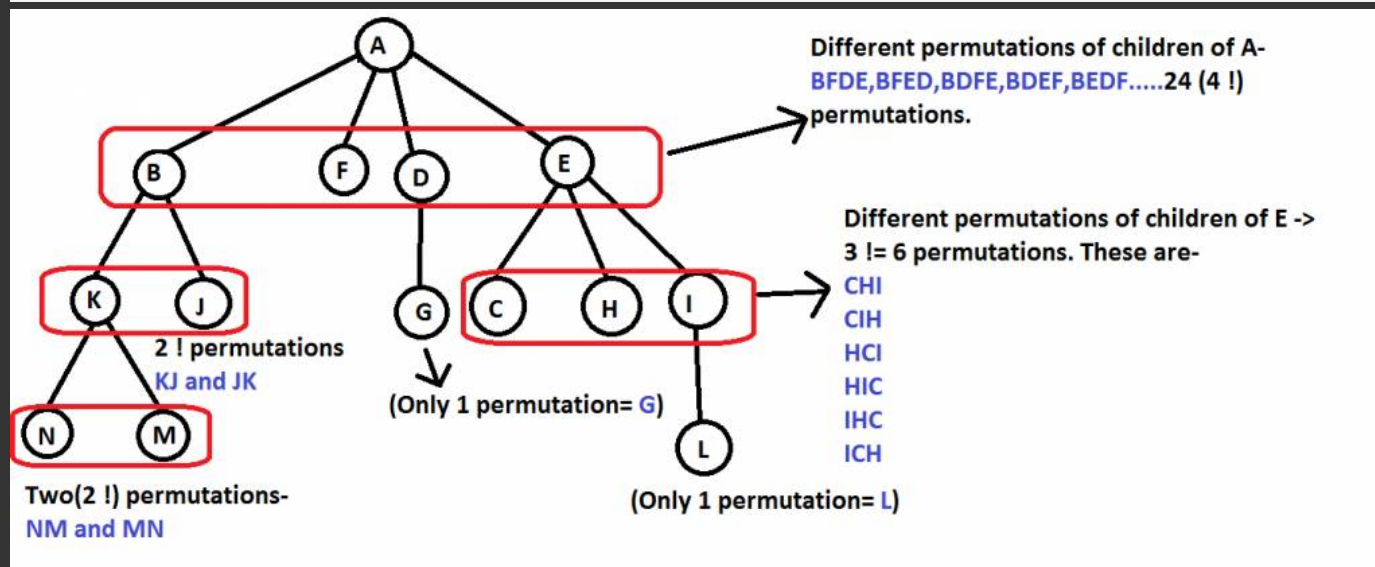 A
Different permutations of children of A-
BFDE,BFED,BDFE,BDEF,BEDF.....24 (4 !)
permutations.
B
F
D
E
Different permutations of children of E ->
3 != 6 permutations. These are-
CHI
CIH
HCI
HIC
IHC
ICH
K
J
G
C
H
I
2 ! permutations
KJ and JK
(Only 1 permutation= G)
N
M
L
Two(2 !) permutations-
NM and MN
(Only 1 permutation= L)